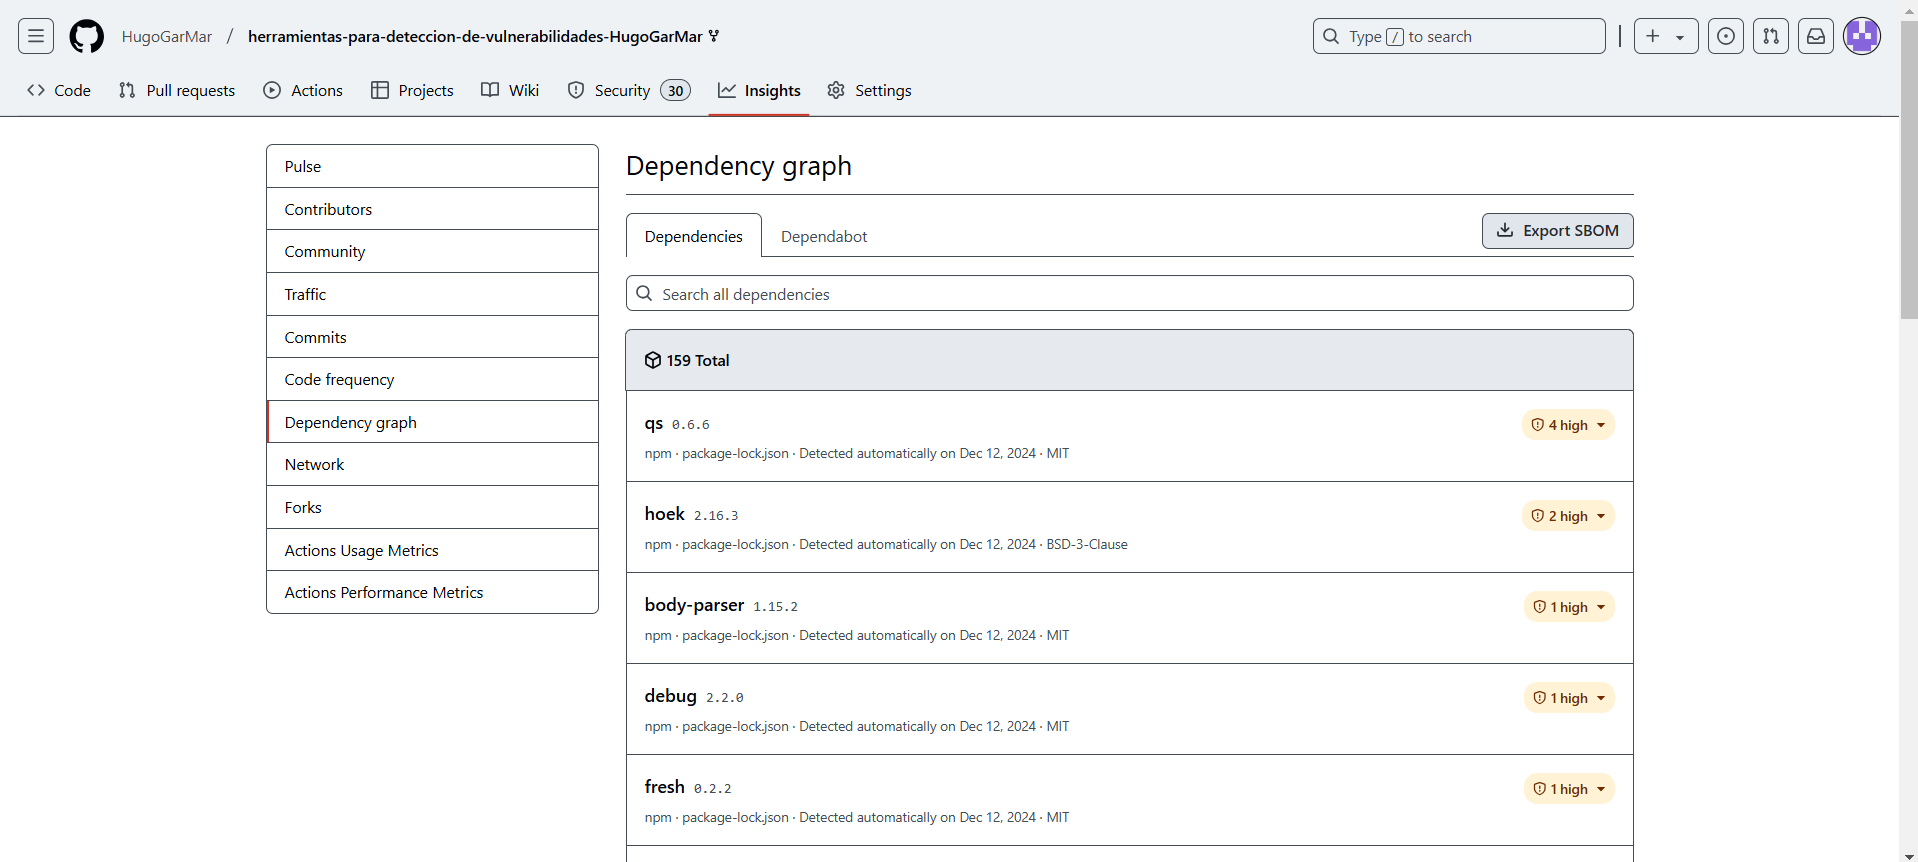 HugoGarMar / herramientas-para-deteccion-de-vulnerabilidades-HugoGarMar
Type / to search
Code
Pull requests
Actions
Projects
Wiki
Security 30
Insights
Settings
Pulse
Contributors
Community
Traffic
Commits
Code frequency
Dependency graph
Network
Forks
Actions Usage Metrics
Actions Performance Metrics
Dependency graph
Dependencies
Dependabot
Export SBOM
Search all dependencies
159 Total
qs 0.6.6
4 high
npm · package-lock.json · Detected automatically on Dec 12, 2024 · MIT
hoek 2.16.3
2 high
npm · package-lock.json · Detected automatically on Dec 12, 2024 · BSD-3-Clause
body-parser 1.15.2
1 high
npm · package-lock.json · Detected automatically on Dec 12, 2024 · MIT
debug 2.2.0
1 high
npm · package-lock.json · Detected automatically on Dec 12, 2024 · MIT
fresh 0.2.2
1 high
npm · package-lock.json · Detected automatically on Dec 12, 2024 · MIT